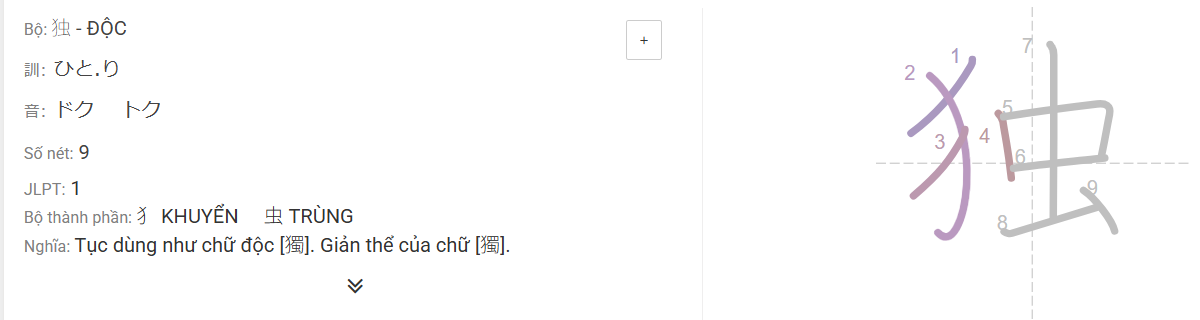 Bộ: 独 - ĐỘC
+
訓: ひと.り
音: ドク トク
Số nét: 9
JLPT: 1
Bộ thành phần: 犭 KHUYỂN 虫 TRÙNG
Nghĩa: Tục dùng như chữ độc [獨]. Giản thể của chữ [獨].
独
1
2
3
4
5
6
7
8
9